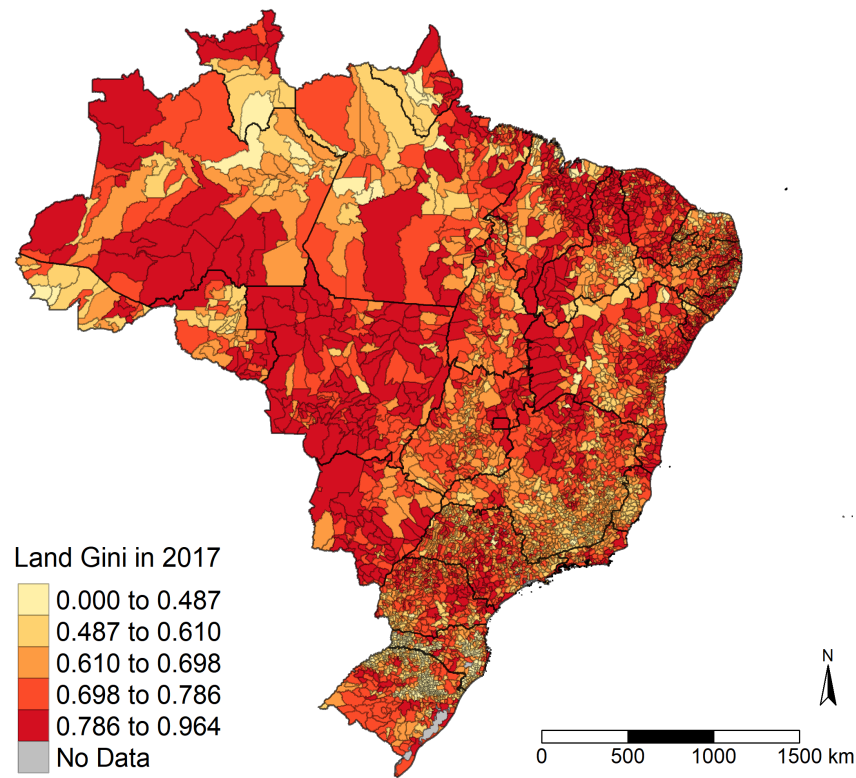 Land Gini in 2017
0.000 to 0.487
0.487 to 0.610
0.610 to 0.698
0.698 to 0.786
0.786 to 0.964
No Data
N
0 500 1000 1500 km